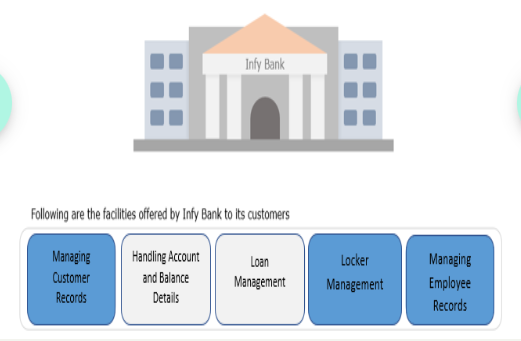 Infy Bank
Following are the facilities offered by Infy Bank to its customers
Managing
Customer
Records
Handling Account
and Balance
Details
Loan
Management
Locker
Management
Managing
Employee
Records